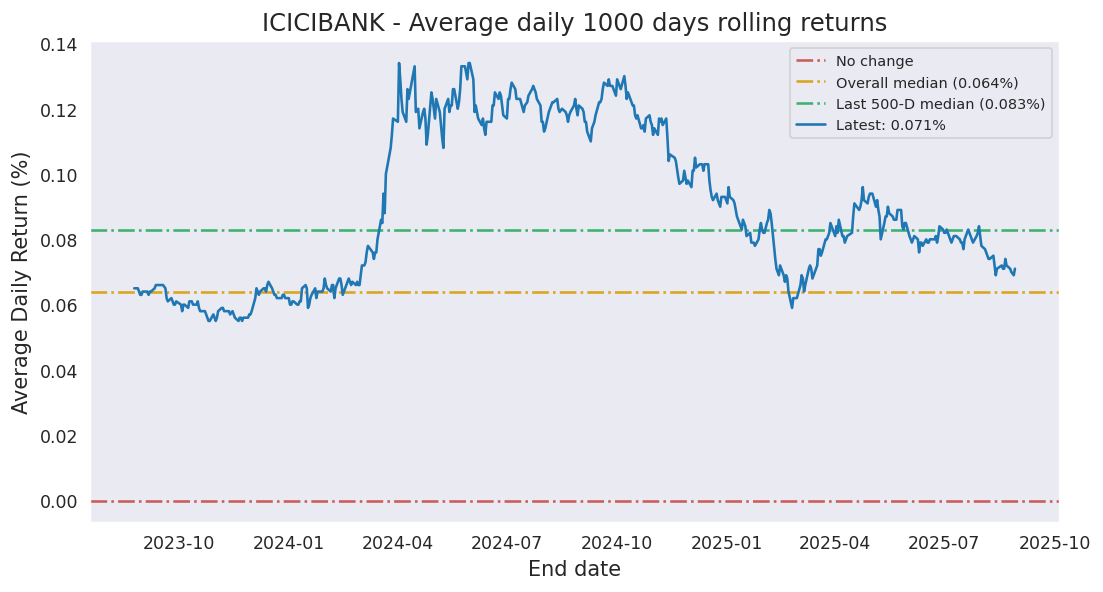 ICICIBANK - Average daily 1000 days rolling returns
Average Daily Return (%)
0.14
0.12
0.10
0.08
0.06
0.04
0.02
0.00
No change
Overall median (0.064%)
Last 500-D median (0.083%)
Latest: 0.071%
2023-10 2024-01 2024-04 2024-07 2024-10 2025-01 2025-04 2025-07 2025-10
End date